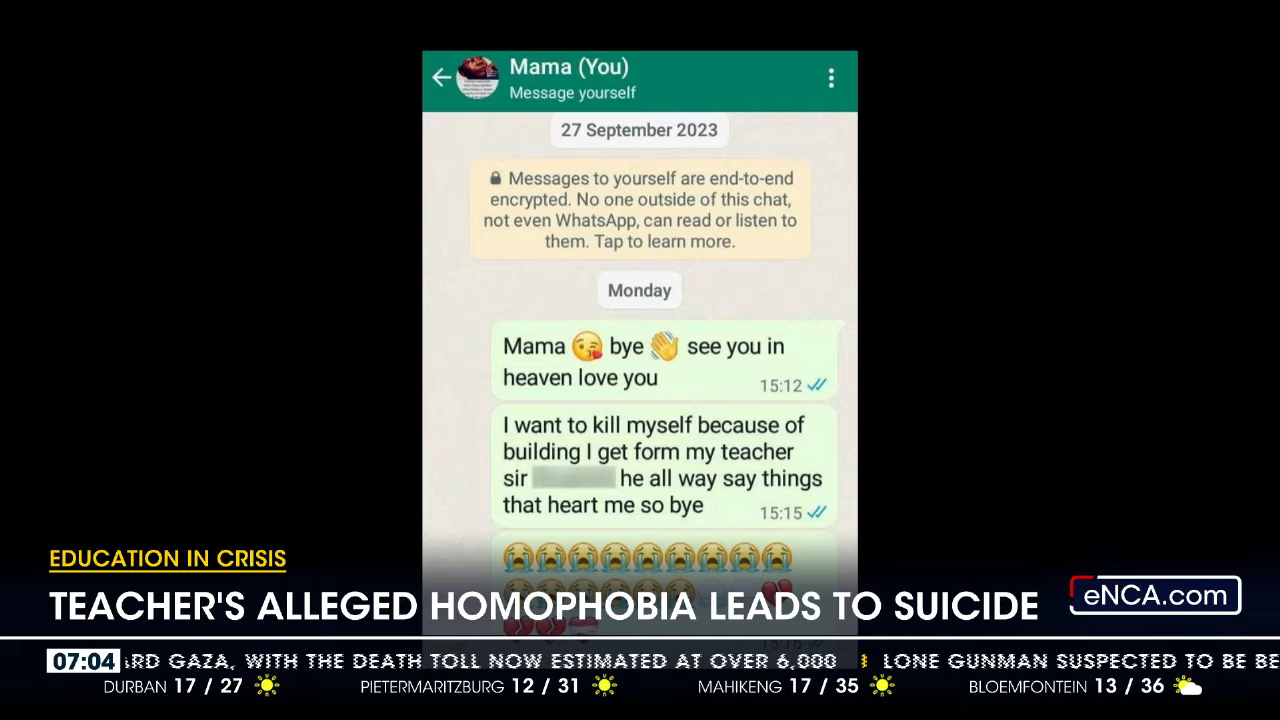 Mama (You)
Message yourself
27 September 2023
Messages to yourself are end-to-end
encrypted. No one outside of this chat,
not even WhatsApp, can read or listen to
them. Tap to learn more.
Monday
Mama 😘 bye 👋 see you in
heaven love you
15:12
I want to kill myself because of
building I get form my teacher
sir he all way say things
that heart me so bye
15:15
😭😭😭😭😭😭😭😭😭
EDUCATION IN CRISIS
TEACHER'S ALLEGED HOMOPHOBIA LEADS TO SUICIDE
eNCA.com
07:04
RD GAZA, WITH THE DEATH TOLL NOW ESTIMATED AT OVER 6,800 LONE GUNMAN SUSPECTED TO BE BE
DURBAN 17 / 27 PIETERMARITZBURG 12 / 31 MAHIKENG 17 / 35 BLOEMFONTEIN 13 / 36